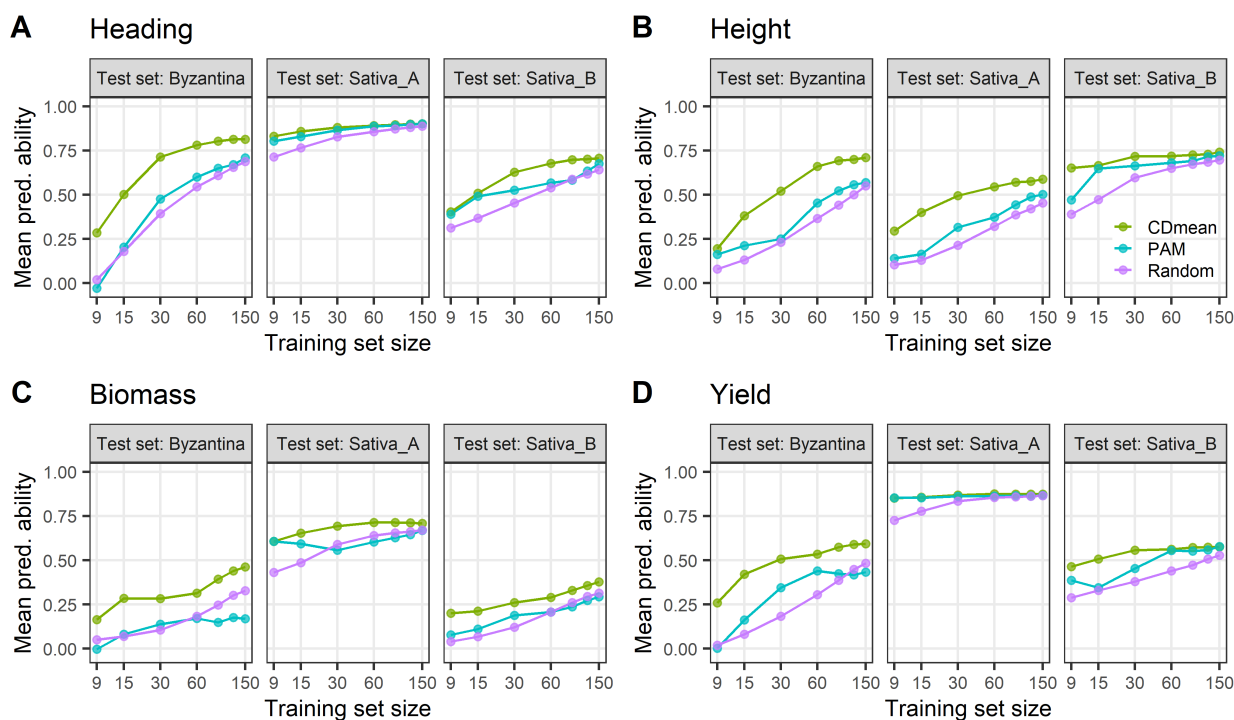 A Heading
Test set: Byzantina Test set: Sativa_A Test set: Sativa_B
Mean pred. ability
1.00
0.75
0.50
0.25
0.00
9 15 30 60 150 9 15 30 60 150 9 15 30 60 150
Training set size
B Height
Test set: Byzantina Test set: Sativa_A Test set: Sativa_B
Mean pred. ability
1.00
0.75
0.50
0.25
0.00
CDmean
PAM
Random
9 15 30 60 150 9 15 30 60 150 9 15 30 60 150
Training set size
C Biomass
Test set: Byzantina Test set: Sativa_A Test set: Sativa_B
Mean pred. ability
1.00
0.75
0.50
0.25
0.00
9 15 30 60 150 9 15 30 60 150 9 15 30 60 150
Training set size
D Yield
Test set: Byzantina Test set: Sativa_A Test set: Sativa_B
Mean pred. ability
1.00
0.75
0.50
0.25
0.00
9 15 30 60 150 9 15 30 60 150 9 15 30 60 150
Training set size